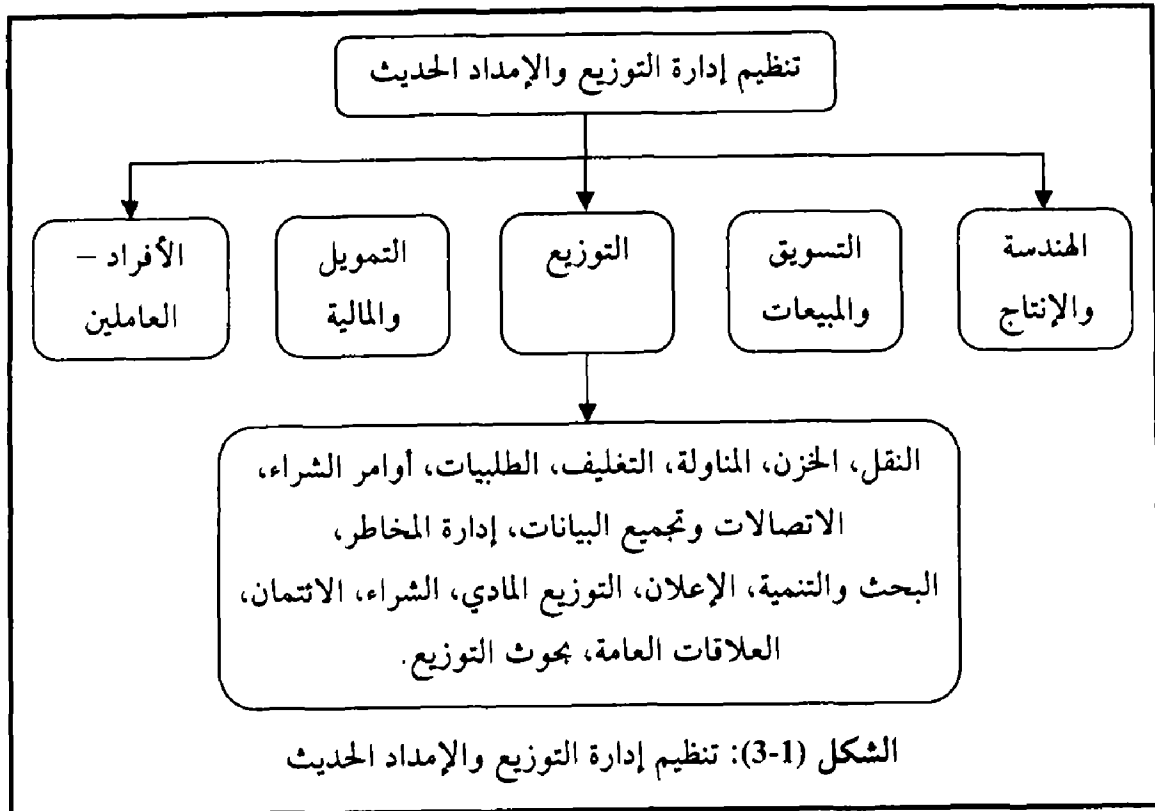 تنظيم إدارة التوزيع والإمداد الحديث
الهندسة
والإنتاج
التسويق
والمبيعات
التوزيع
التمويل
والمالية
الأفراد –
العاملين
النقل، الخزن، المناولة، التغليف، الطلبيات، أوامر الشراء،
الاتصالات وتجميع البيانات، إدارة المخاطر،
البحث والتنمية، الإعلان، التوزيع المادي، الشراء، الائتمان،
العلاقات العامة، بحوث التوزيع.
الشكل (1-3): تنظيم إدارة التوزيع والإمداد الحديث